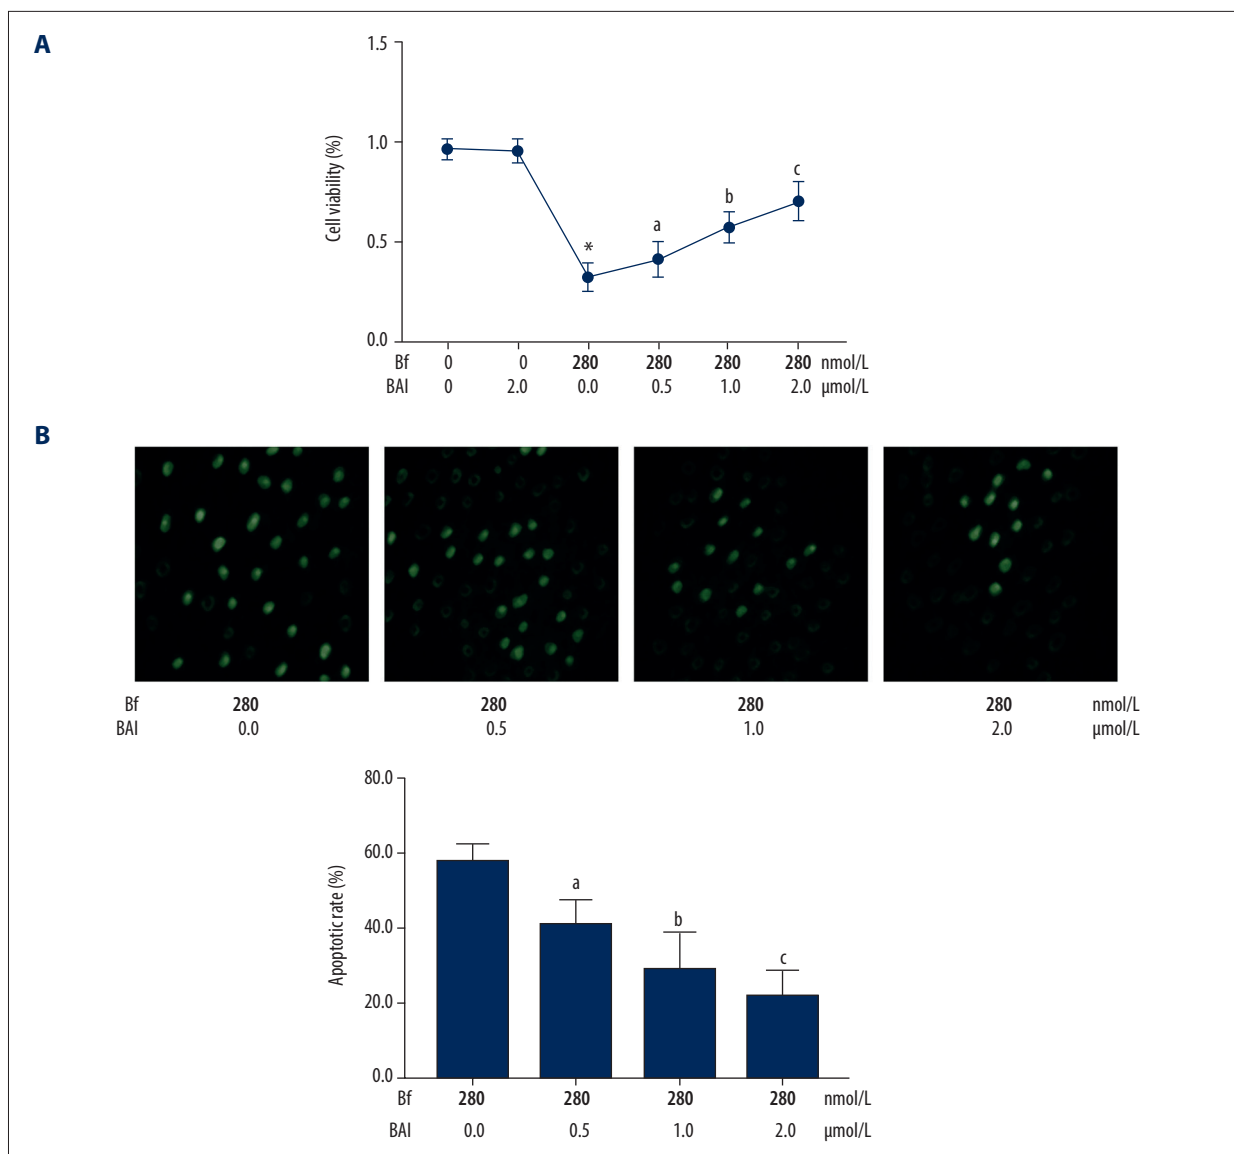 A
1.5
1.0
0.5
0.0
Cell viability (%)
*
a
b
c
Bf 0 0 280 280 280 280 nmol/L
BAI 0 2.0 0.0 0.5 1.0 2.0 µmol/L
B
Bf 280 280 280 280 nmol/L
BAI 0.0 0.5 1.0 2.0 µmol/L
80.0
60.0
40.0
20.0
0.0
Apoptotic rate (%)
a
b
c
Bf 280 280 280 280 nmol/L
BAI 0.0 0.5 1.0 2.0 µmol/L